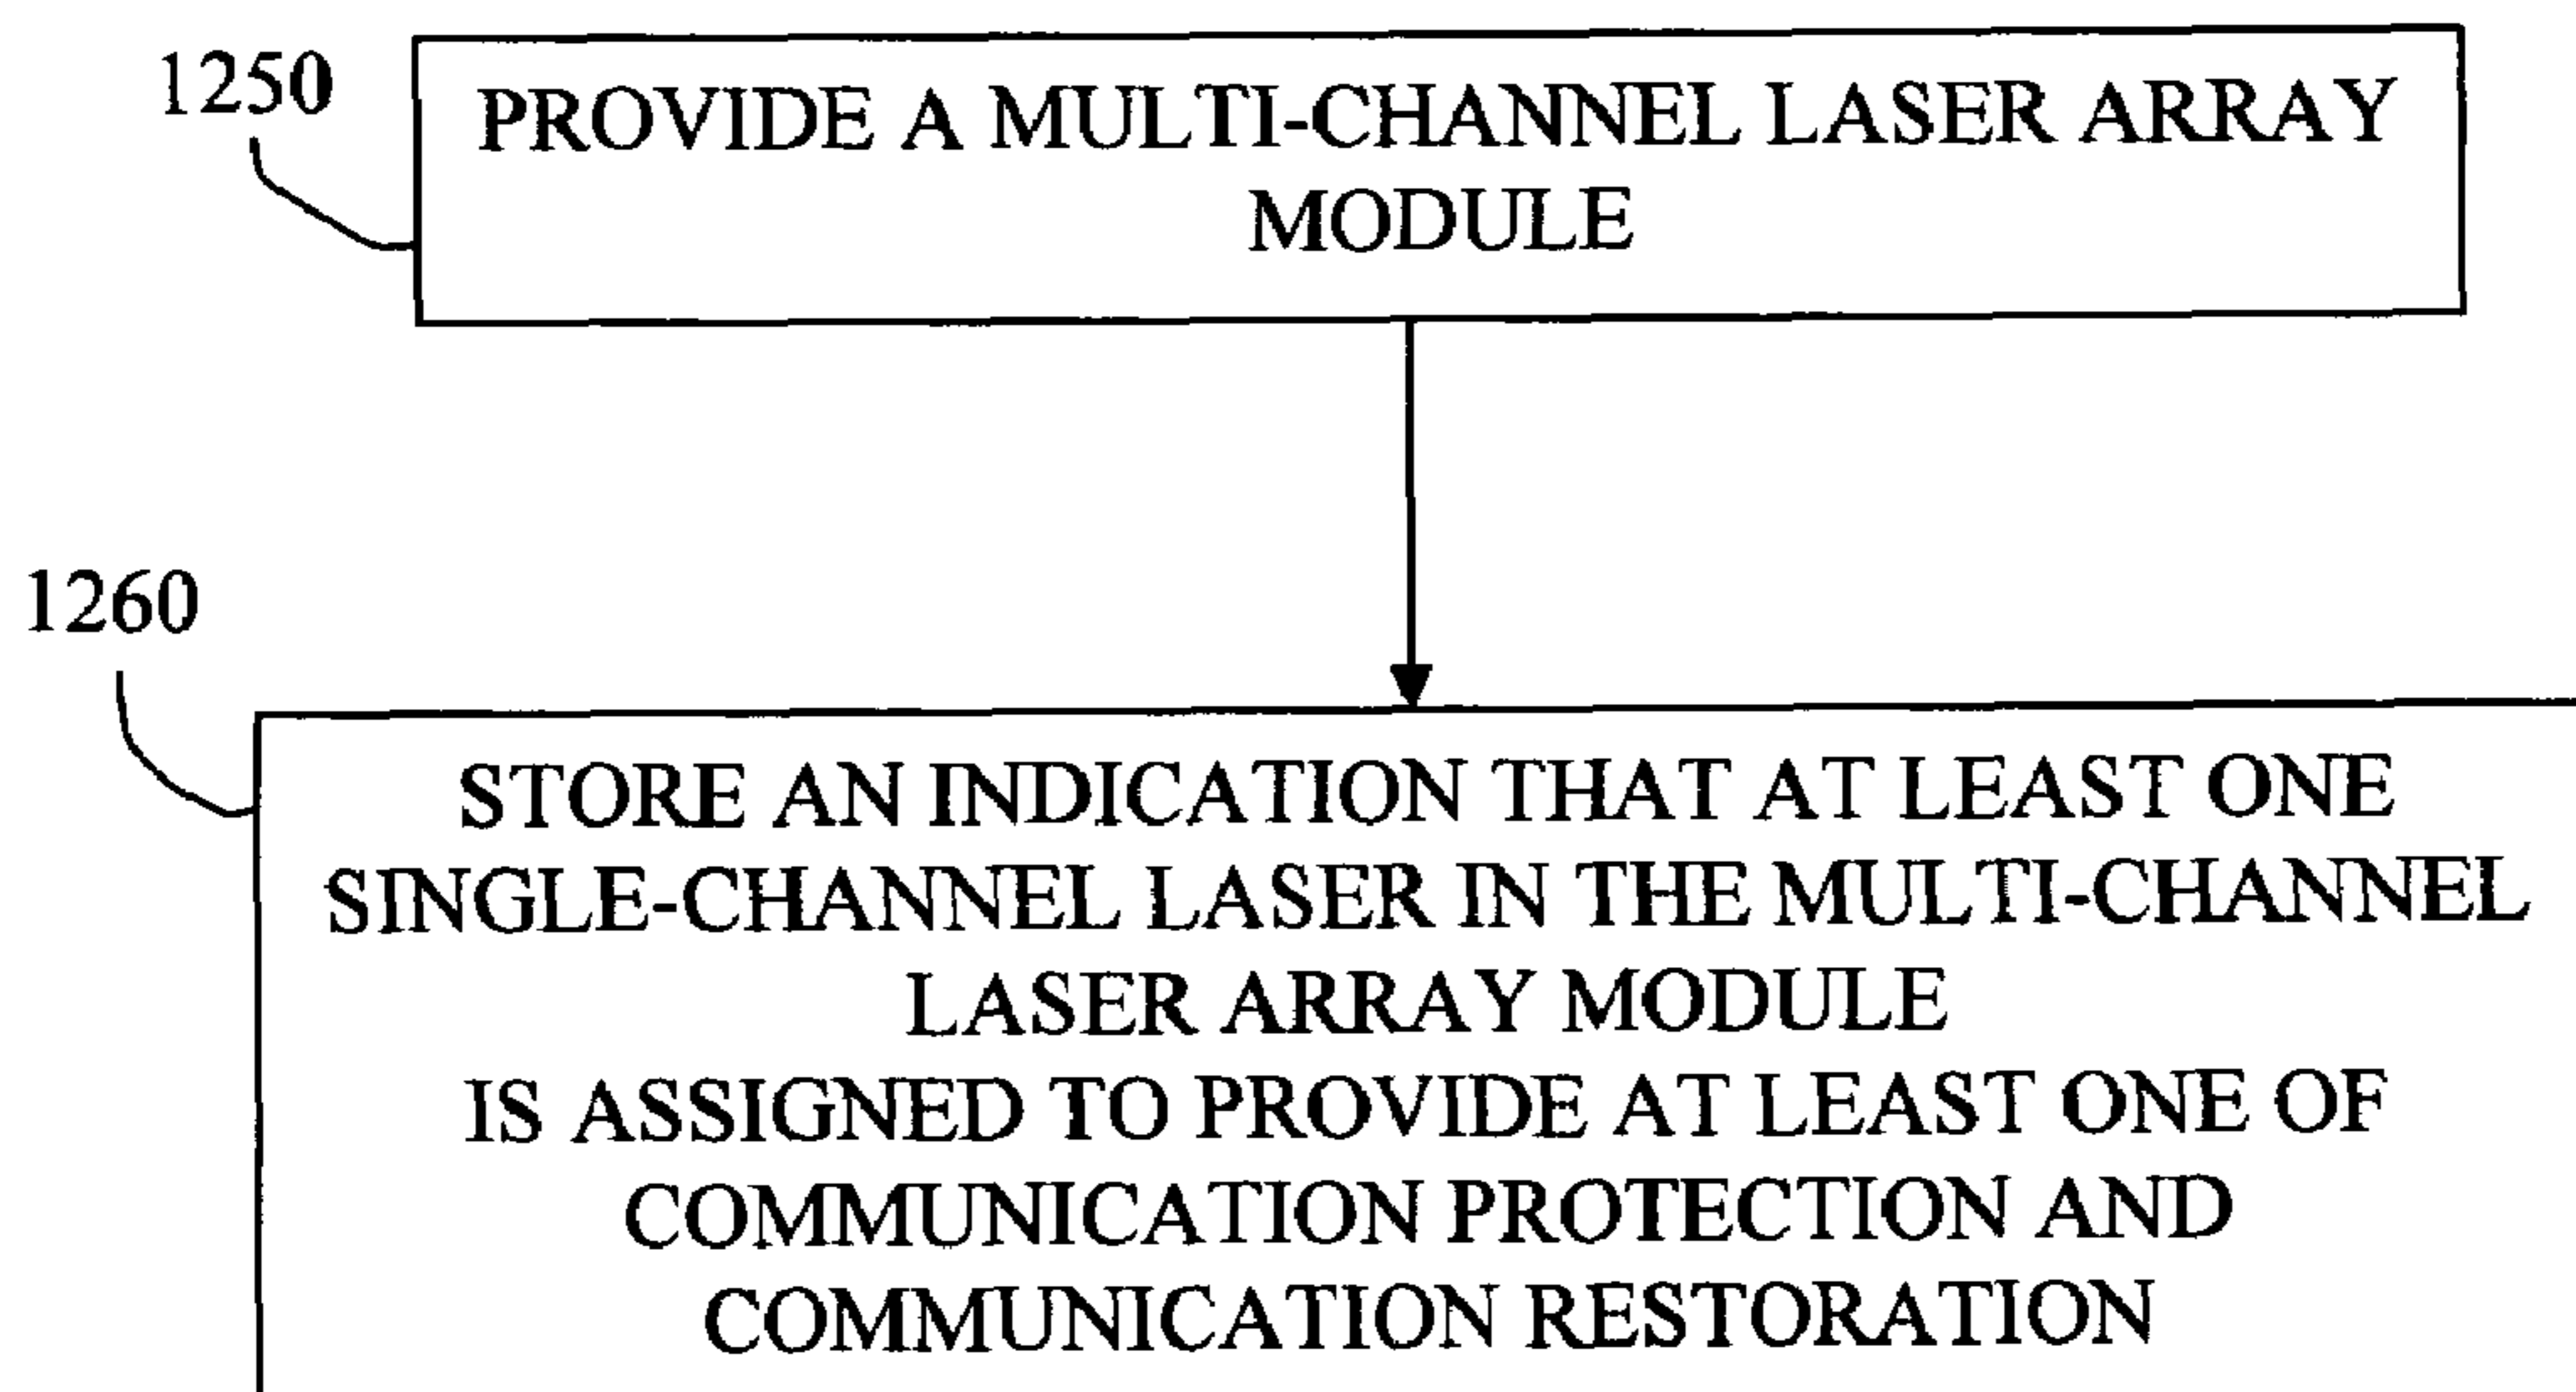 1250
PROVIDE A MULTI-CHANNEL LASER ARRAY
MODULE
1260
STORE AN INDICATION THAT AT LEAST ONE
SINGLE-CHANNEL LASER IN THE MULTI-CHANNEL
LASER ARRAY MODULE
IS ASSIGNED TO PROVIDE AT LEAST ONE OF
COMMUNICATION PROTECTION AND
COMMUNICATION RESTORATION